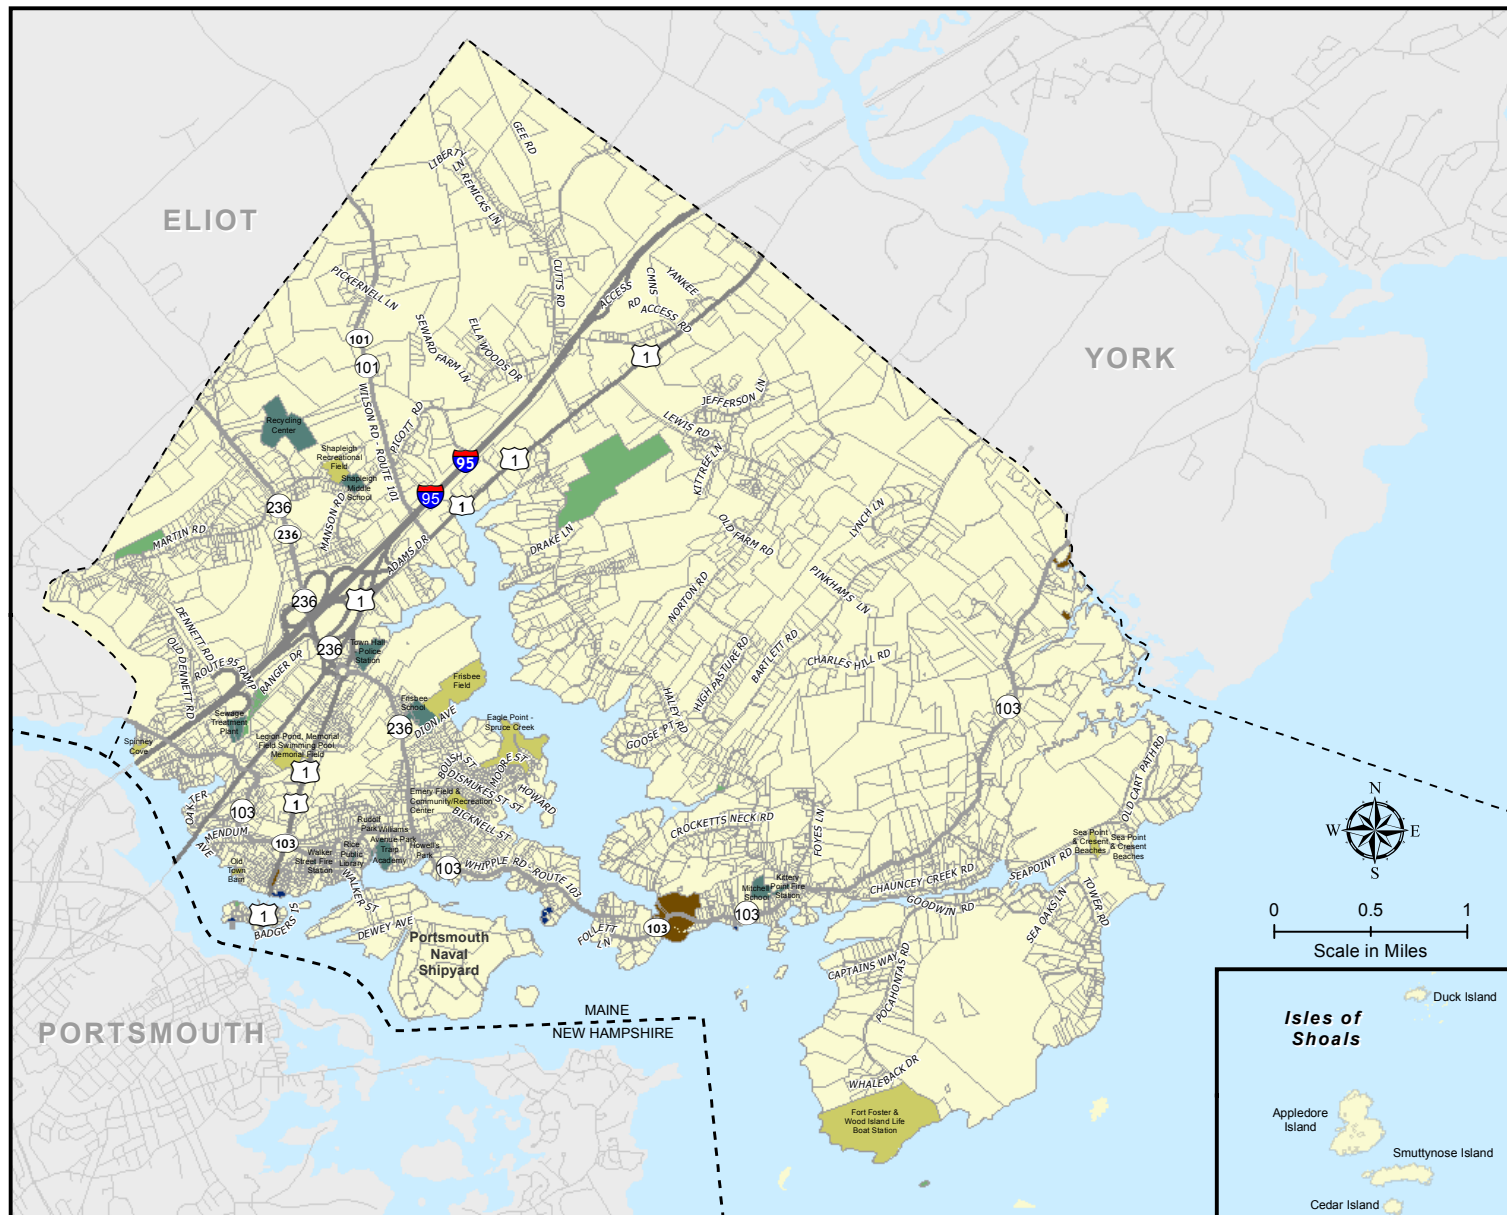 ELIOT
YORK
PORTSMOUTH
GEE RD
LIBERTY
LN
REMICKS LN
CUTTS RD
PICKERNELL LN
101
101
WILSON RD - ROUTE 101
SEWARD FARM LN
ELLA WOODS DR
ACCESS
RD
CMNS
YANKEE
ACCESS RD
1
PICOTT RD
JEFFERSON LN
LEWIS RD
KITTREE LN
Recycling
Center
Shapleigh
Recreational
Field
Shapleigh
Middle
School
95
95
1
1
236
236
MANSON RD
MARTIN RD
ADAMS DR
DRAKE LN
OLD FARM RD
LYNCH LN
PINKHAMS LN
NORTON RD
236
1
236
Town Hall
Police
Station
DENNETT RD
OLD DENNETT RD
ROUTE 95 RAMP
RANGER DR
Sewage
Treatment
Plant
Spinney
Cove
Legion Pond, Memorial
Field Swimming Pool,
Memorial Field
1
1
Frisbee
Field
Frisbee
School
236
DION AVE
Eagle Point -
Spruce Creek
BOUSH ST
MOORE ST
DISMUKES ST
ST
HOWARD
Emery Field &
Community/Recreation
Center
BICKNELL ST
HIGH PASTURE RD
BARTLETT RD
CHARLES HILL RD
HALEY RD
GOOSE PT
103
OAK TER
103
MENDUM
AVE
103
Old
Town
Barn
Walker
Street Fire
Station
Rice
Public
Library
Rudolf
Park
Williams
Avenue Park
Traip
Academy
Howell's
Park
103
WHIPPLE RD - ROUTE 103
WALKER ST
DEWEY AVE
1
BADGERS IS
Portsmouth
Naval
Shipyard
CROCKETTS NECK RD
FOYES LN
Mitchell
School
Kittery
Point Fire
Station
103
103
FOLLETT
LN
CHAUNCEY CREEK RD
GOODWIN RD
SEAPOINT RD
Sea Point
& Cresent
Beaches
Sea Point
& Cresent
Beaches
OLD CART PATH RD
SEA OAKS LN
TOWER RD
CAPTAINS WAY
POCAHONTAS RD
WHALEBACK DR
Fort Foster &
Wood Island Life
Boat Station
MAINE
NEW HAMPSHIRE
N
W
E
S
0 0.5 1
Scale in Miles
Isles of
Shoals
Duck Island
Appledore
Island
Smuttynose Island
Cedar Island